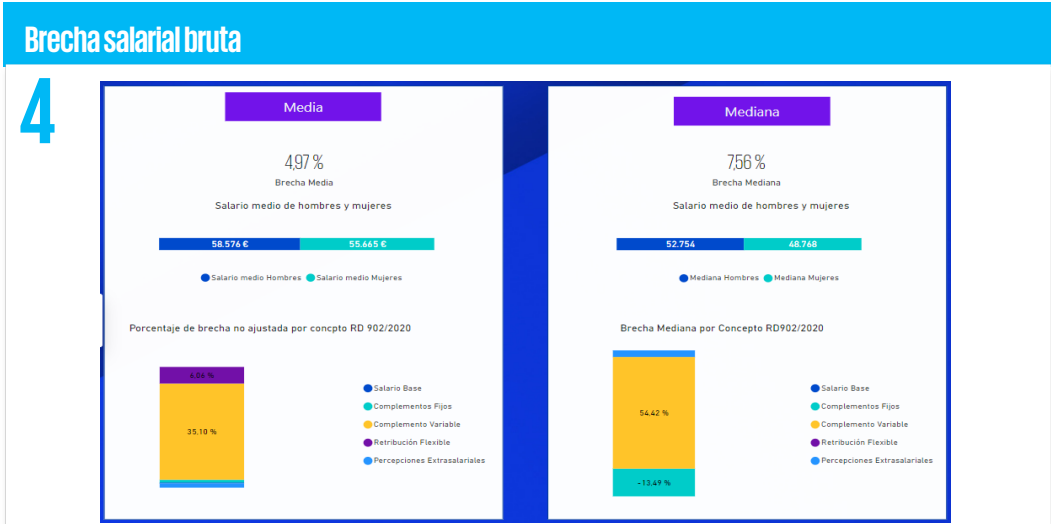 Brecha salarial bruta
4
Media
4,97 %
Brecha Media
Salario medio de hombres y mujeres
58.576 €
55.665 €
Salario medio Hombres
Salario medio Mujeres
Porcentaje de brecha no ajustada por concpto RD 902/2020
6,06 %
35,10 %
Salario Base
Complementos Fijos
Complemento Variable
Retribución Flexible
Percepciones Extrasalariales
Mediana
7,56 %
Brecha Mediana
Salario medio de hombres y mujeres
52.754
48.768
Mediana Hombres
Mediana Mujeres
Brecha Mediana por Concepto RD902/2020
54,42 %
-13,49 %
Salario Base
Complementos Fijos
Complemento Variable
Retribución Flexible
Percepciones Extrasalariales